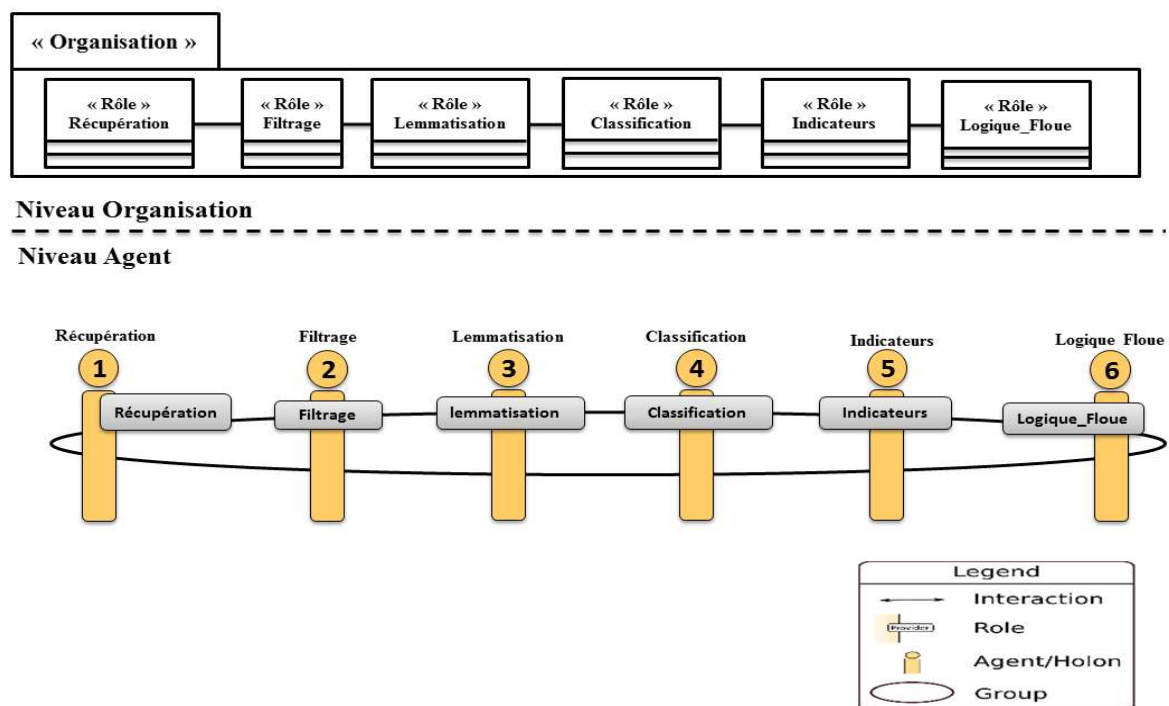 « Organisation »
« Rôle »
Récupération
« Rôle »
Filtrage
« Rôle »
Lemmatisation
« Rôle »
Classification
« Rôle »
Indicateurs
« Rôle »
Logique_Floue
Niveau Organisation
Niveau Agent
Récupération
Filtrage
Lemmatisation
Classification
Indicateurs
Logique Floue
1
2
3
4
5
6
Récupération
Filtrage
lemmatisation
Classification
Indicateurs
Logique_Floue
Legend
Interaction
Provider
Role
Agent/Holon
Group